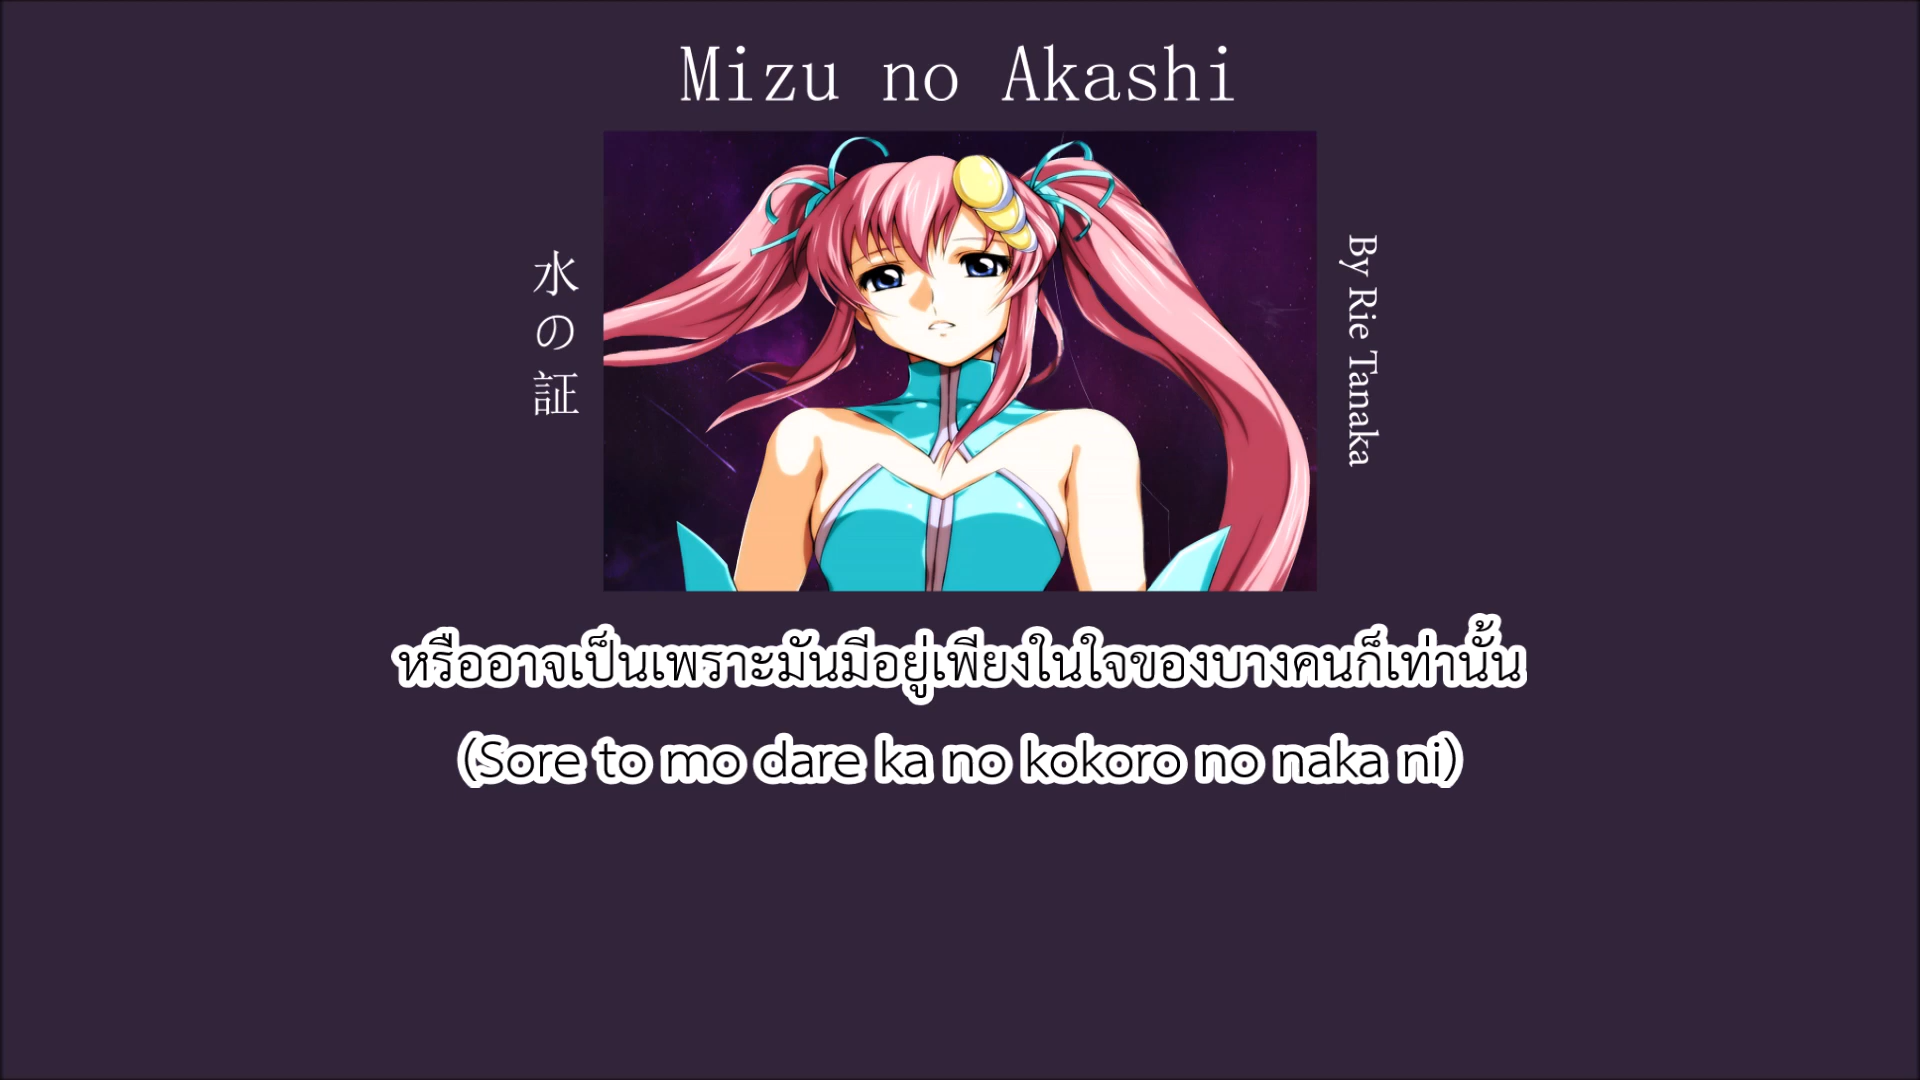 Mizu no Akashi
水の証
By Rie Tanaka
หรืออาจเป็นเพราะมันมีอยู่เพียงในใจของบางคนก็เท่านั้น
(Sore to mo dare ka no kokoro no naka ni)